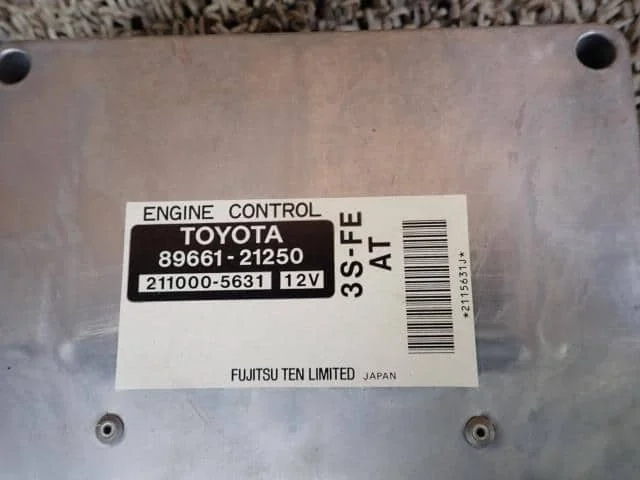 ENGINE CONTROL
TOYOTA
89661-21250
211000-5631 12V
3S-FE
AT
*2115631J*
FUJITSU TEN LIMITED JAPAN